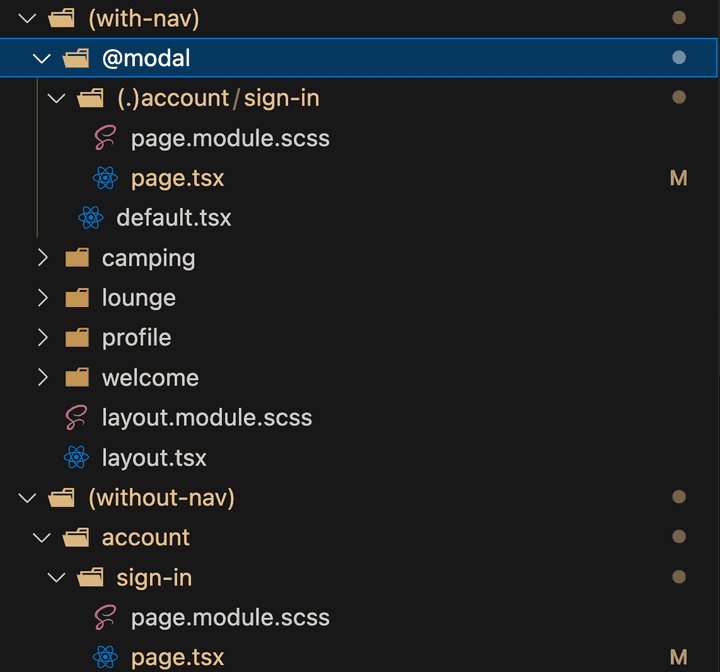 (with-nav)
@modal
(.)account/sign-in
page.module.scss
page.tsx M
default.tsx
camping
lounge
profile
welcome
layout.module.scss
layout.tsx
(without-nav)
account
sign-in
page.module.scss
page.tsx M